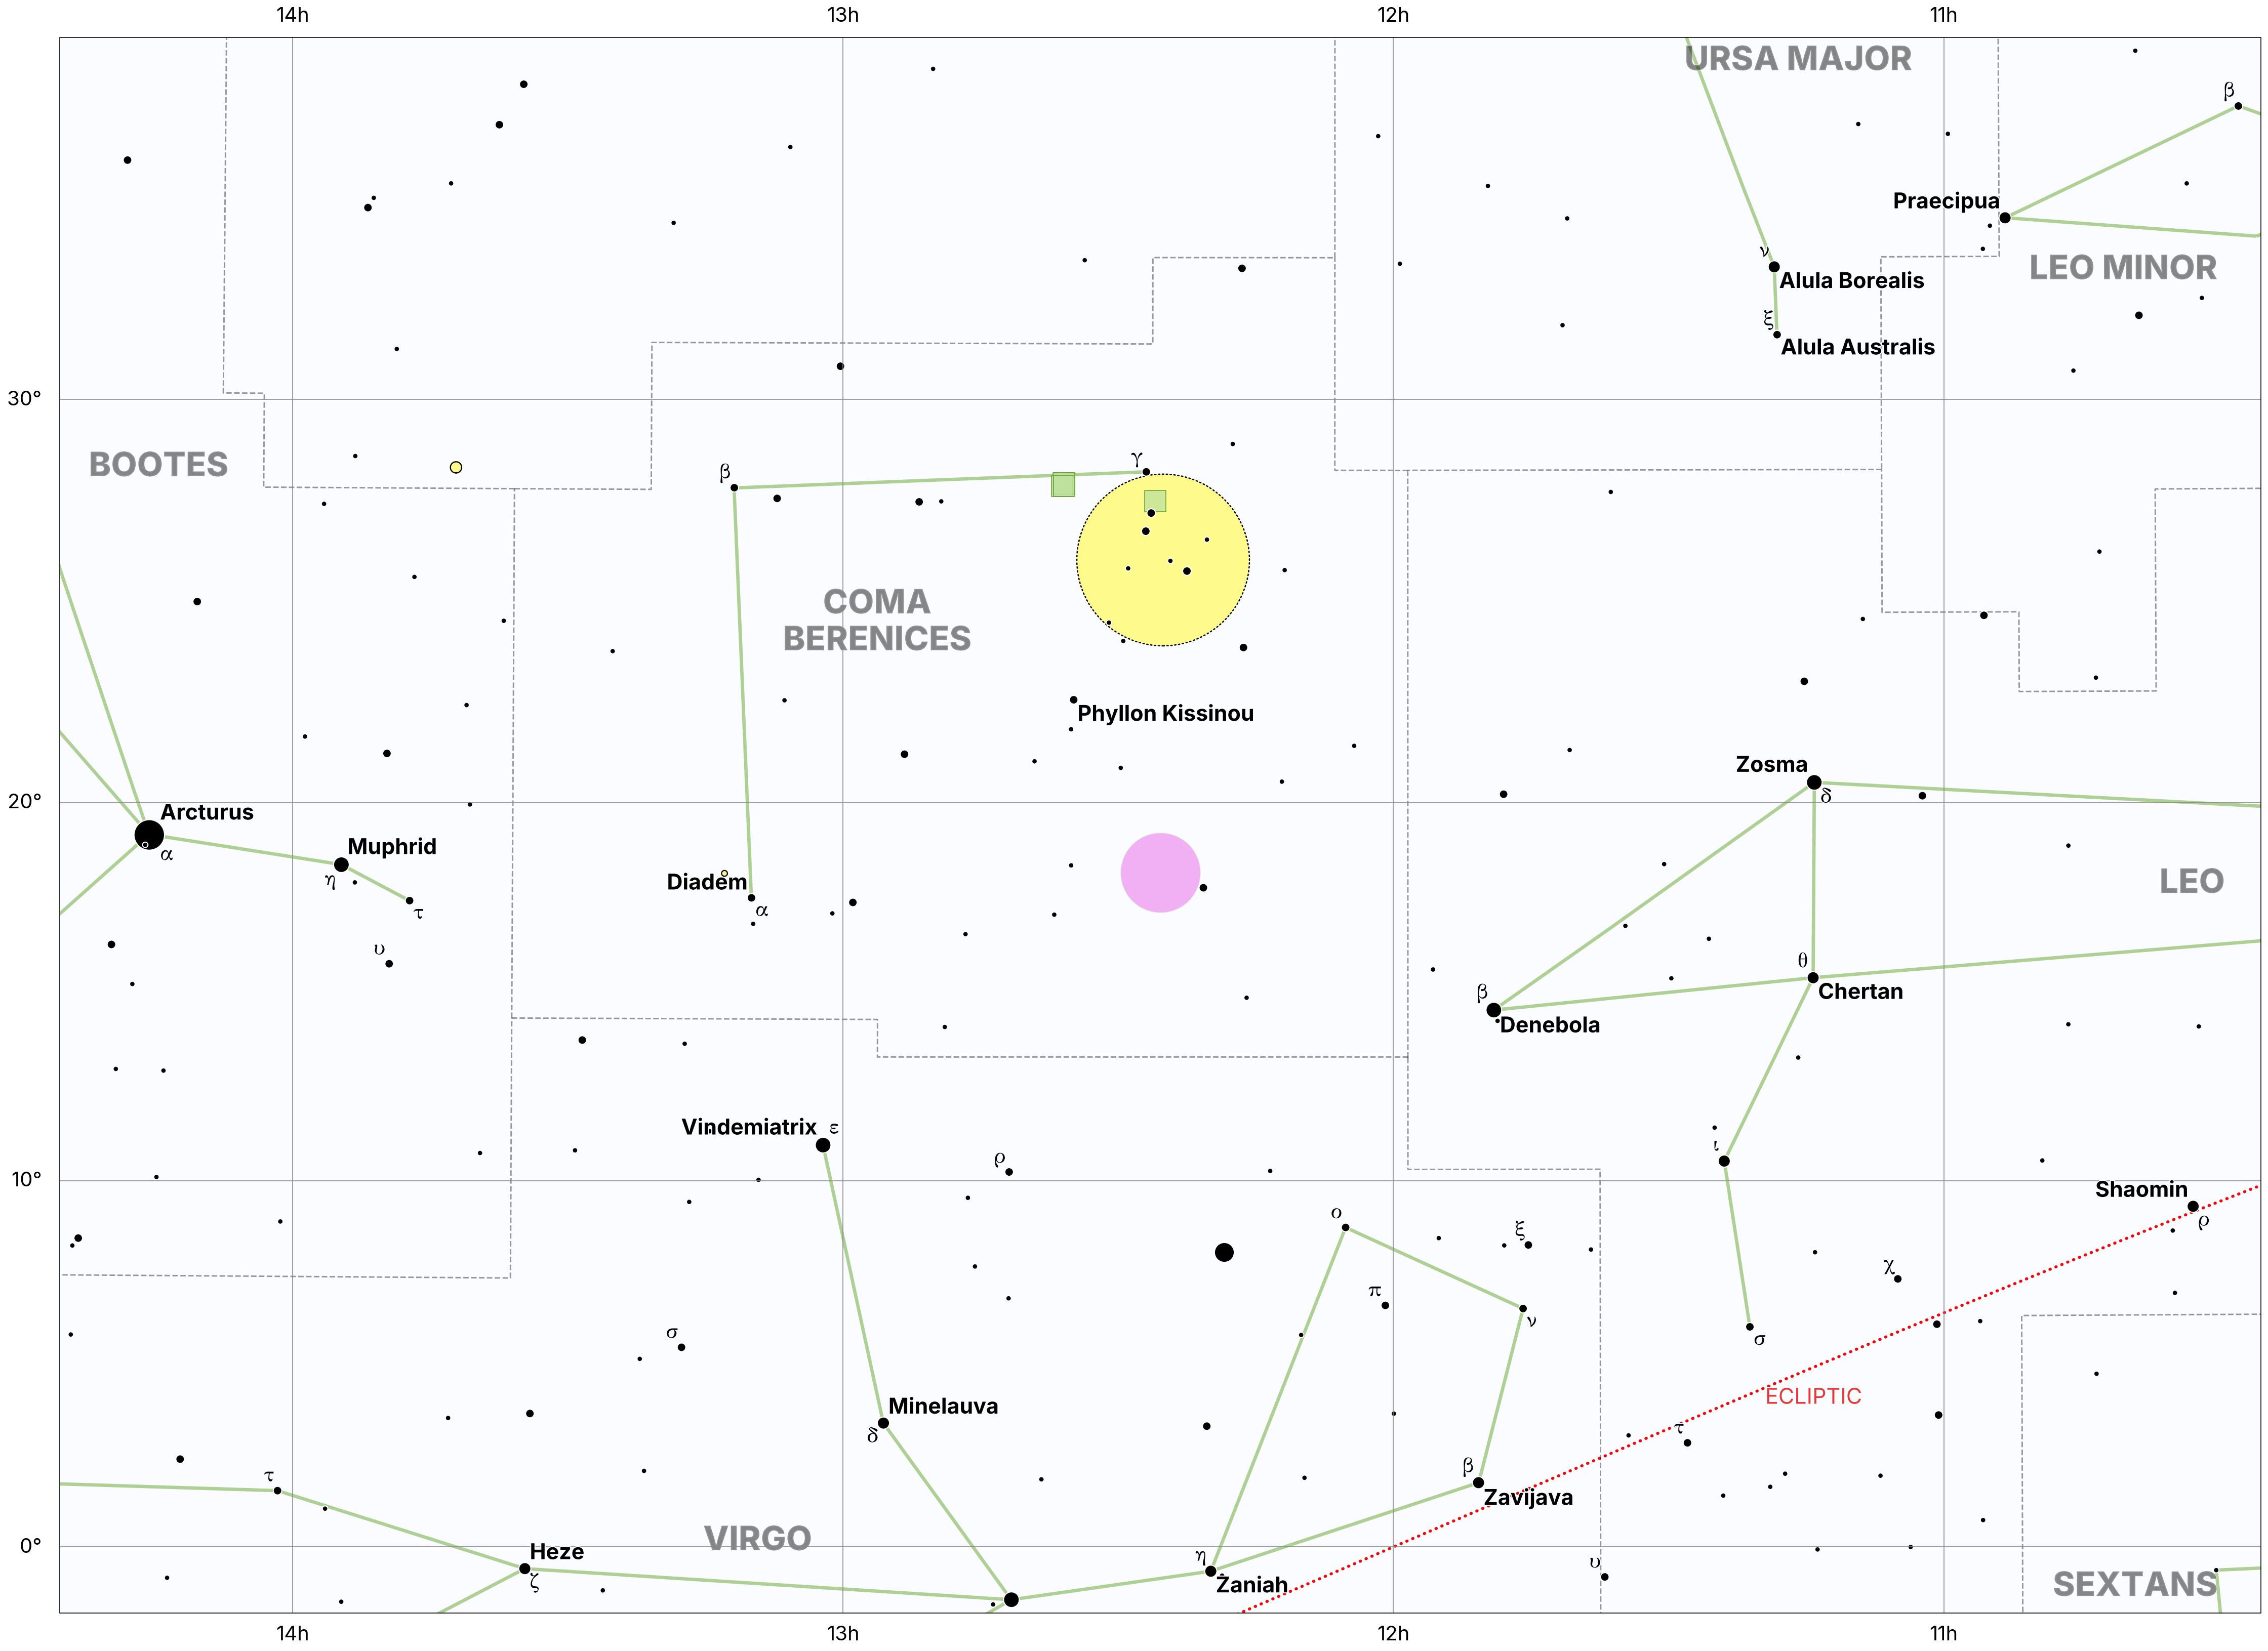 14h
13h
12h
11h
URSA MAJOR
β
Praecipua
ν
LEO MINOR
Alula Borealis
ξ
Alula Australis
30°
BOOTES
β
γ
COMA
BERENICES
Phyllon Kissinou
Zosma
δ
20°
Arcturus
α
Muphrid
η
Diadem
α
τ
LEO
υ
θ
Chertan
β
Denebola
Vindemiatrix
ε
ι
ρ
10°
Shaomin
ρ
ο
ξ
χ
π
ν
σ
σ
ECLIPTIC
Minelauva
δ
τ
β
Zavijava
τ
0°
VIRGO
Heze
ζ
η
Zaniah
υ
SEXTANS
14h
13h
12h
11h